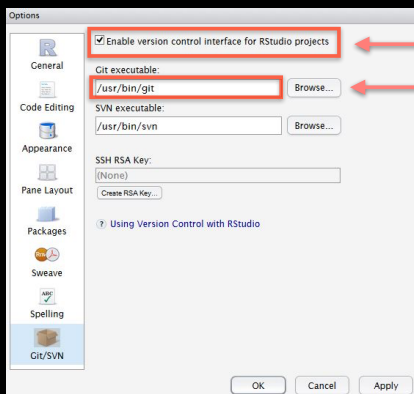 Options
R
General
Code Editing
Appearance
Pane Layout
Packages
Sweave
ABC
Spelling
Git/SVN
Enable version control interface for RStudio projects
Git executable:
/usr/bin/git
Browse...
SVN executable:
/usr/bin/svn
Browse...
SSH RSA Key:
(None)
Create RSA Key...
? Using Version Control with RStudio
OK
Cancel
Apply